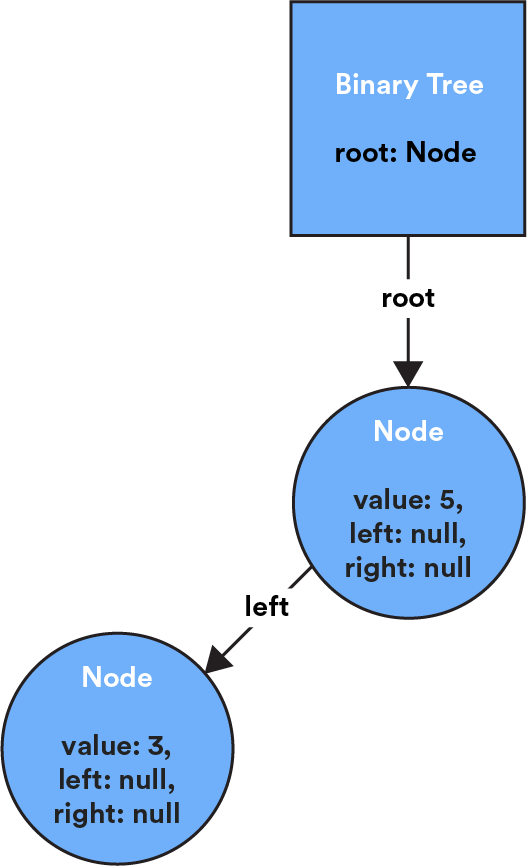 Binary Tree
root: Node
root
Node
value: 5,
left: null,
right: null
left
Node
value: 3,
left: null,
right: null